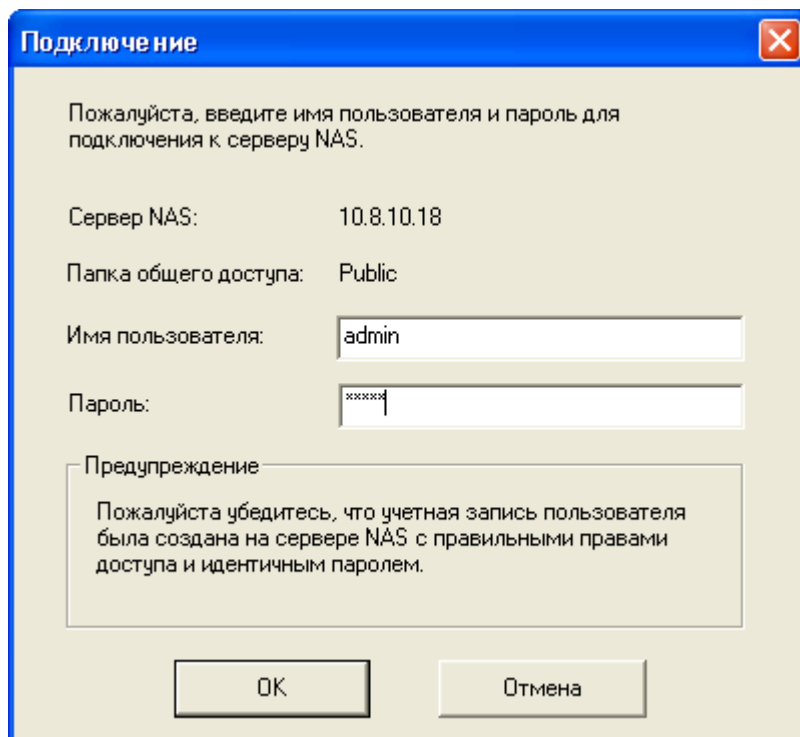 Подключение
Пожалуйста, введите имя пользователя и пароль для
подключения к серверу NAS.
Сервер NAS: 10.8.10.18
Папка общего доступа: Public
Имя пользователя: admin
Пароль: *****
Предупреждение
Пожалуйста убедитесь, что учетная запись пользователя
была создана на сервере NAS с правильными правами
доступа и идентичным паролем.
OK Отмена